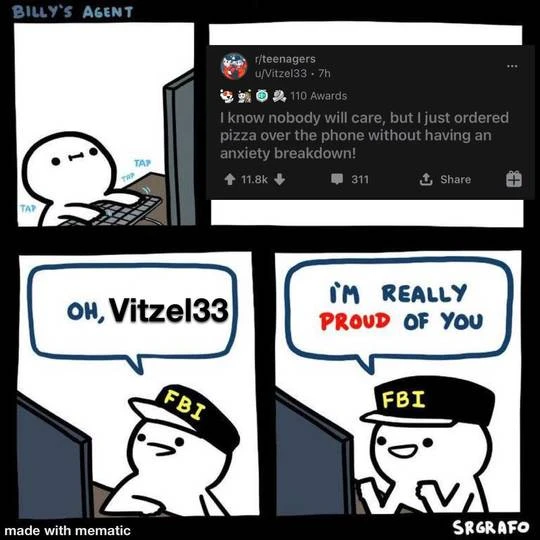 BILLY'S AGENT
r/teenagers
u/Vitzel33 · 7h
110 Awards
I know nobody will care, but I just ordered
pizza over the phone without having an
anxiety breakdown!
11.8k
311
Share
TAP
TAP
TAP
OH, Vitzel33
I'M REALLY
PROUD OF YOU
FBI
FBI
made with mematic
SRGRAFO